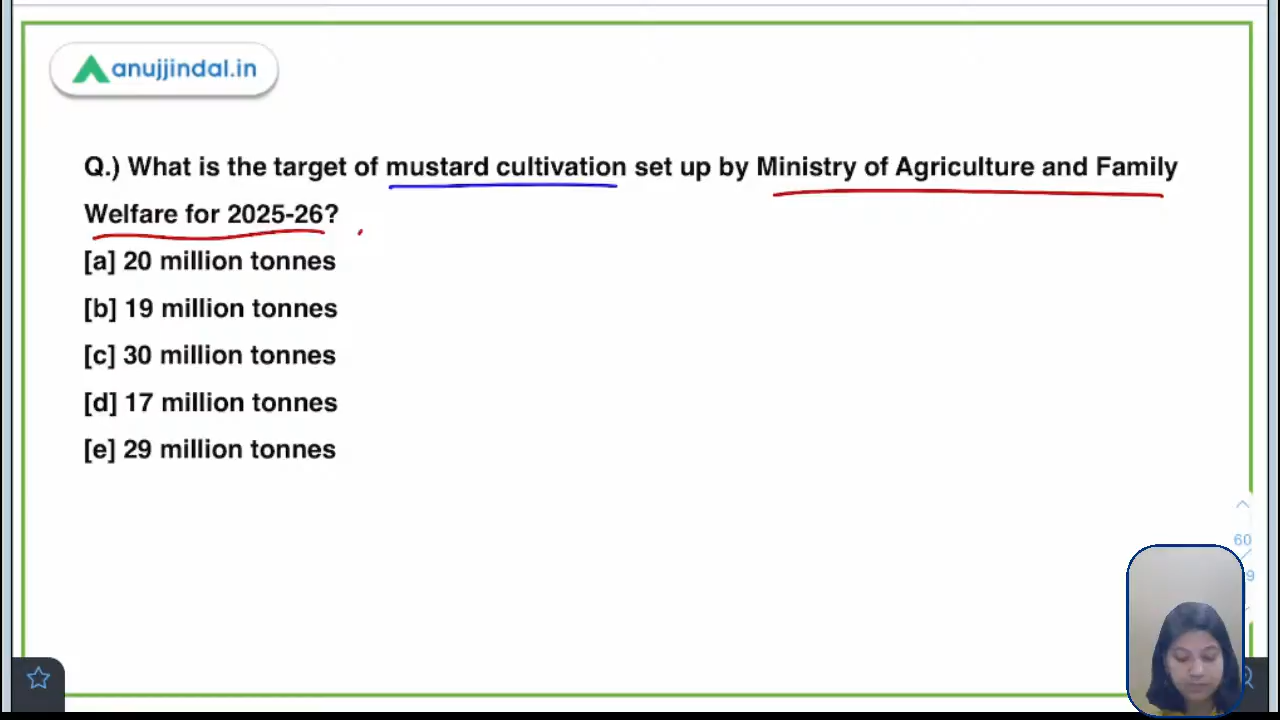 anujjindal.in
Q.) What is the target of mustard cultivation set up by Ministry of Agriculture and Family
Welfare for 2025-26?
[a] 20 million tonnes
[b] 19 million tonnes
[c] 30 million tonnes
[d] 17 million tonnes
[e] 29 million tonnes
60
9